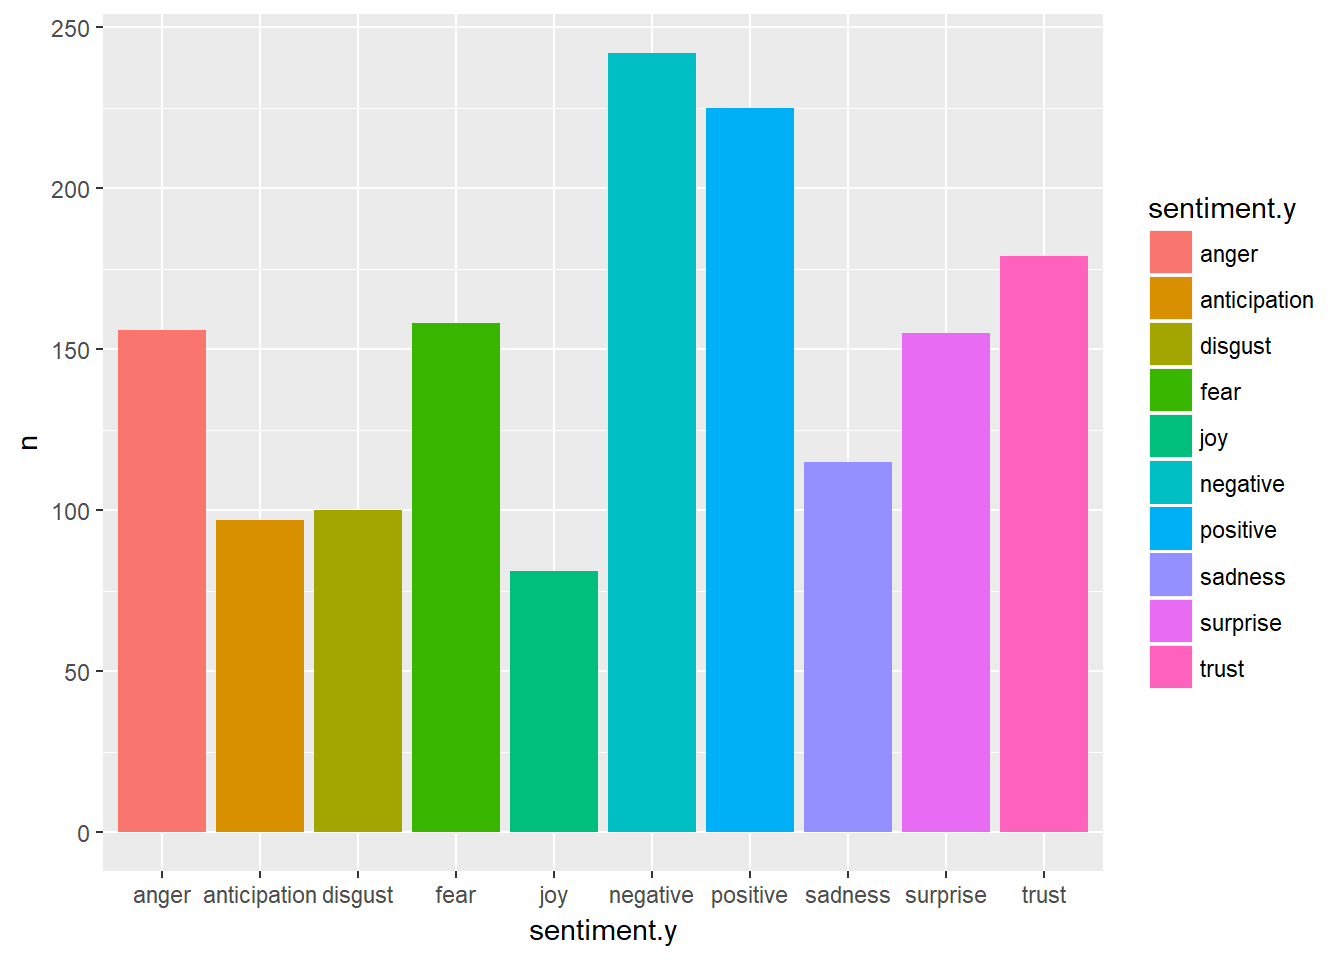 250
200
150
100
50
0
n
anger anticipation disgust fear joy negative positive sadness surprise trust
sentiment.y
sentiment.y
anger
anticipation
disgust
fear
joy
negative
positive
sadness
surprise
trust